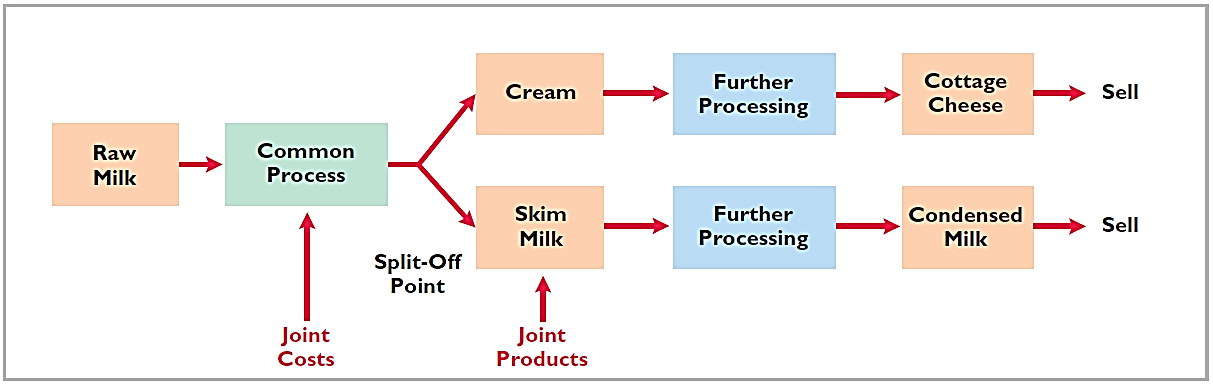 Raw
Milk
Common
Process
Joint
Costs
Split-Off
Point
Cream
Further
Processing
Cottage
Cheese
Sell
Skim
Milk
Further
Processing
Condensed
Milk
Sell
Joint
Products